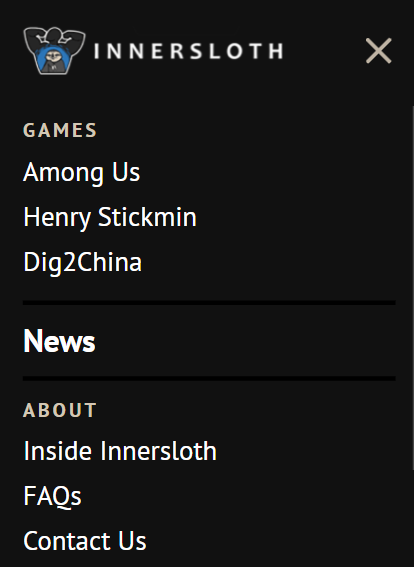 INNERSLOTH
GAMES
Among Us
Henry Stickmin
Dig2China
News
ABOUT
Inside Innersloth
FAQs
Contact Us